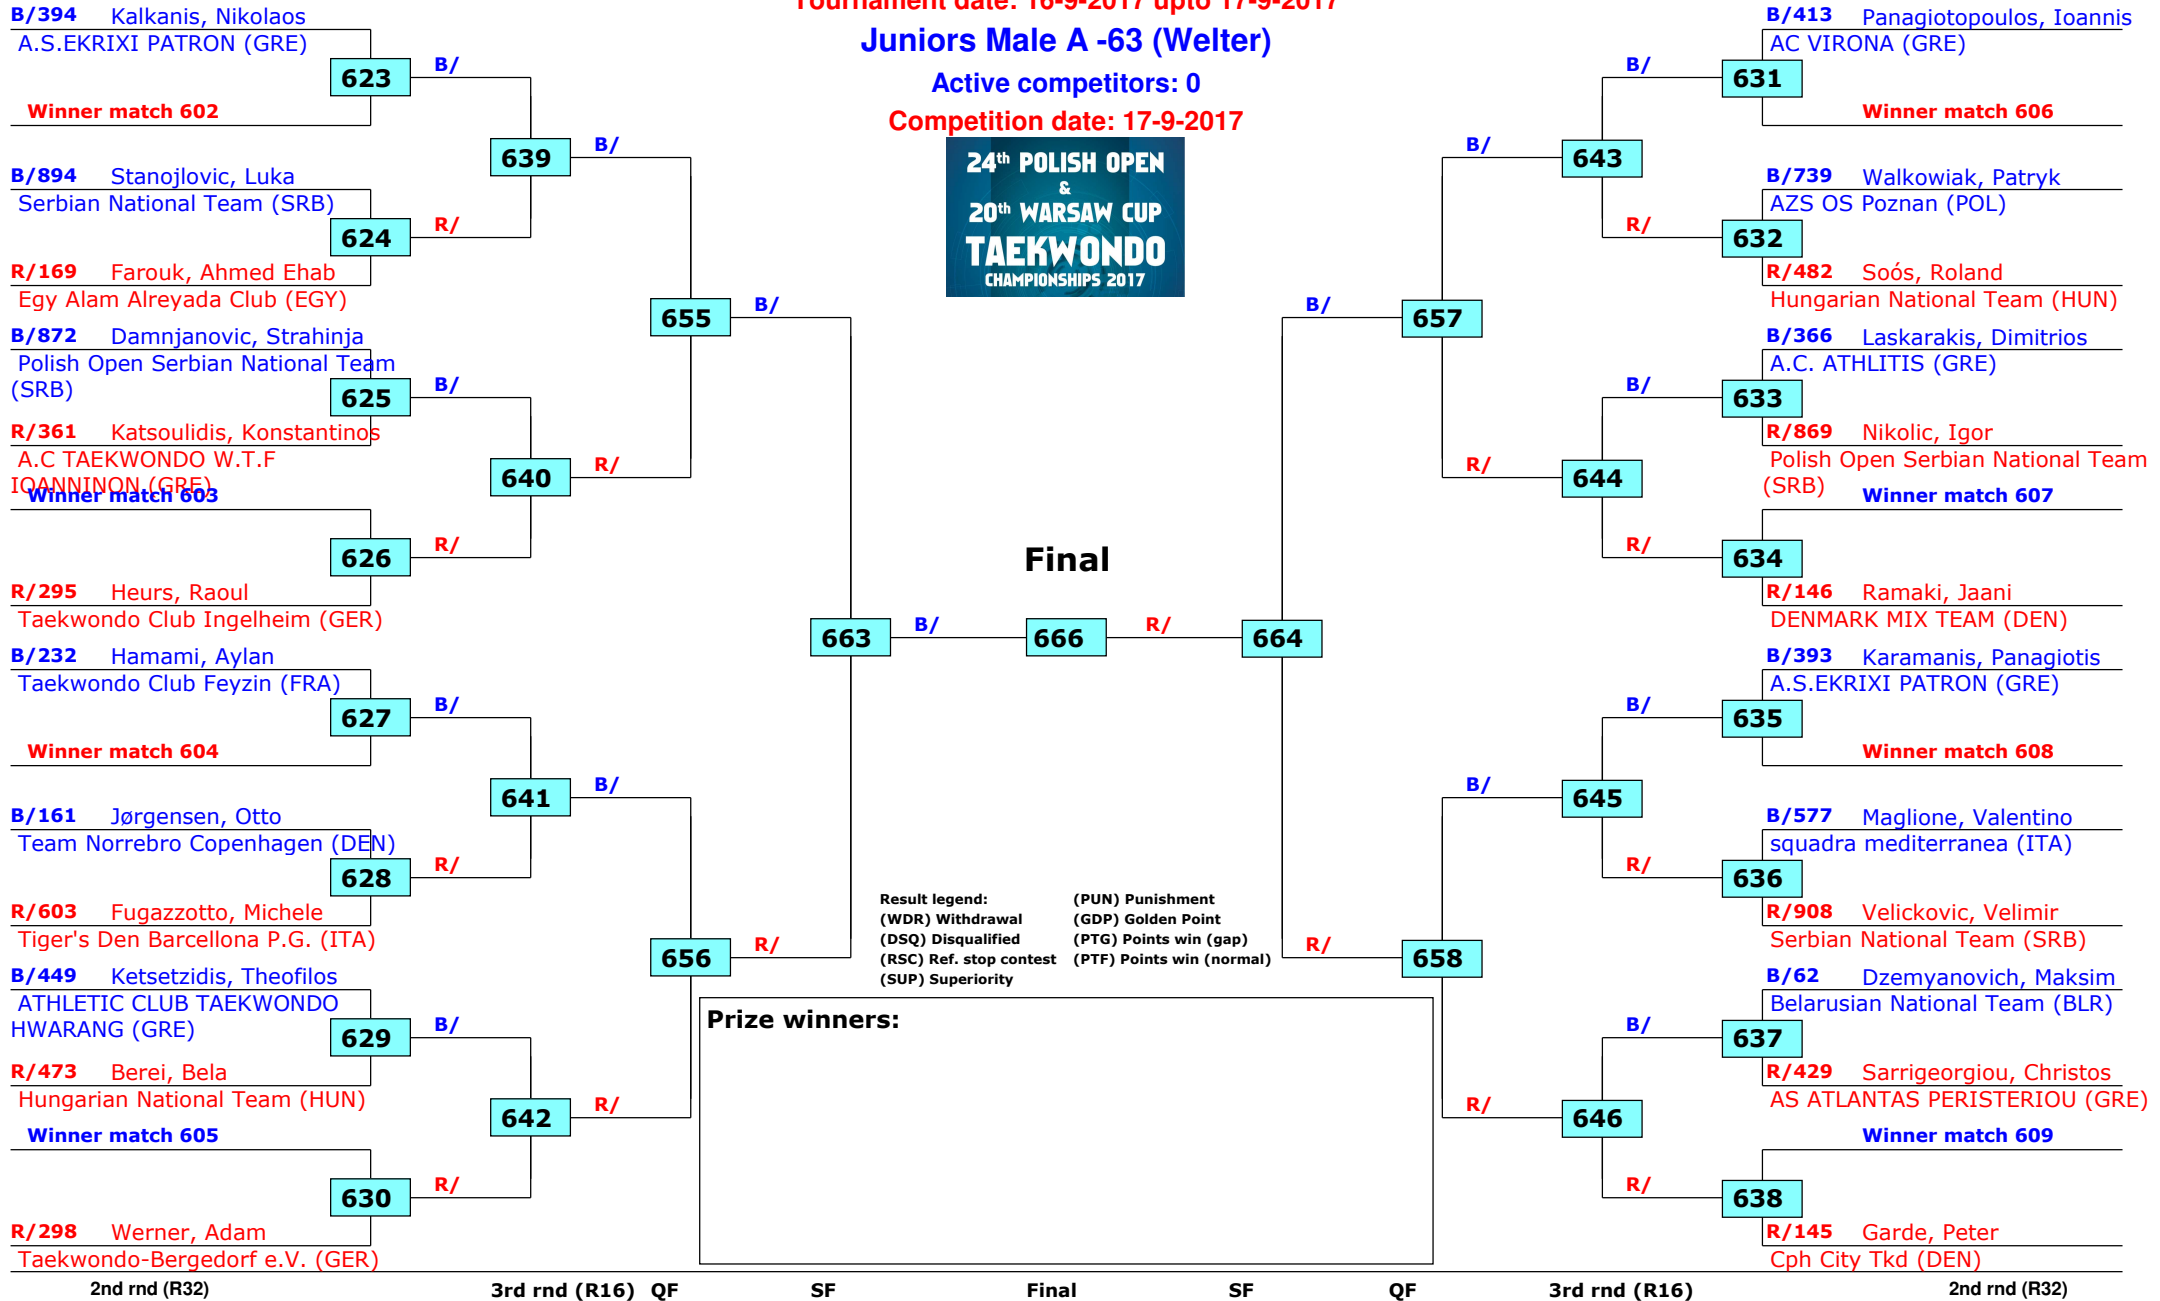 Tournament date: 16-9-2017 upto 17-9-2017
Juniors Male A -63 (Welter)
Active competitors: 0
Competition date: 17-9-2017
24th POLISH OPEN
&
20th WARSAW CUP
TAEKWONDO
CHAMPIONSHIPS 2017
B/394 Kalkanis, Nikolaos
A.S.EKRIXI PATRON (GRE)
623
B/
Winner match 602
639
B/
B/894 Stanojlovic, Luka
Serbian National Team (SRB)
624
R/
R/169 Farouk, Ahmed Ehab
Egy Alam Alreyada Club (EGY)
655
B/
B/872 Damnjanovic, Strahinja
Polish Open Serbian National Team
(SRB)
625
B/
R/361 Katsoulidis, Konstantinos
A.C TAEKWONDO W.T.F
IOANNINON (GRE)
640
R/
Winner match 603
626
R/
R/295 Heurs, Raoul
Taekwondo Club Ingelheim (GER)
663
B/
B/232 Hamami, Aylan
Taekwondo Club Feyzin (FRA)
627
B/
Winner match 604
641
B/
B/161 Jørgensen, Otto
Team Norrebro Copenhagen (DEN)
628
R/
R/603 Fugazzotto, Michele
Tiger's Den Barcellona P.G. (ITA)
656
R/
B/449 Ketsetzidis, Theofilos
ATHLETIC CLUB TAEKWONDO
HWARANG (GRE)
629
B/
R/473 Berei, Bela
Hungarian National Team (HUN)
642
R/
Winner match 605
630
R/
R/298 Werner, Adam
Taekwondo-Bergedorf e.V. (GER)
Final
666
R/
664
B/413 Panagiotopoulos, Ioannis
AC VIRONA (GRE)
B/
631
Winner match 606
B/
643
B/739 Walkowiak, Patryk
AZS OS Poznan (POL)
R/
632
R/482 Soós, Roland
Hungarian National Team (HUN)
B/
657
B/366 Laskarakis, Dimitrios
A.C. ATHLITIS (GRE)
B/
633
R/869 Nikolic, Igor
Polish Open Serbian National Team
(SRB)
R/
644
Winner match 607
R/
634
R/146 Ramaki, Jaani
DENMARK MIX TEAM (DEN)
B/393 Karamanis, Panagiotis
A.S.EKRIXI PATRON (GRE)
B/
635
Winner match 608
B/
645
B/577 Maglione, Valentino
squadra mediterranea (ITA)
R/
636
R/908 Velickovic, Velimir
Serbian National Team (SRB)
R/
658
B/62 Dzemyanovich, Maksim
Belarusian National Team (BLR)
B/
637
R/429 Sarrigeorgiou, Christos
AS ATLANTAS PERISTERIOU (GRE)
R/
646
Winner match 609
R/
638
R/145 Garde, Peter
Cph City Tkd (DEN)
Result legend: (PUN) Punishment
(WDR) Withdrawal (GDP) Golden Point
(DSQ) Disqualified (PTG) Points win (gap)
(RSC) Ref. stop contest (PTF) Points win (normal)
(SUP) Superiority
Prize winners:
2nd rnd (R32) 3rd rnd (R16) QF SF Final SF QF 3rd rnd (R16) 2nd rnd (R32)